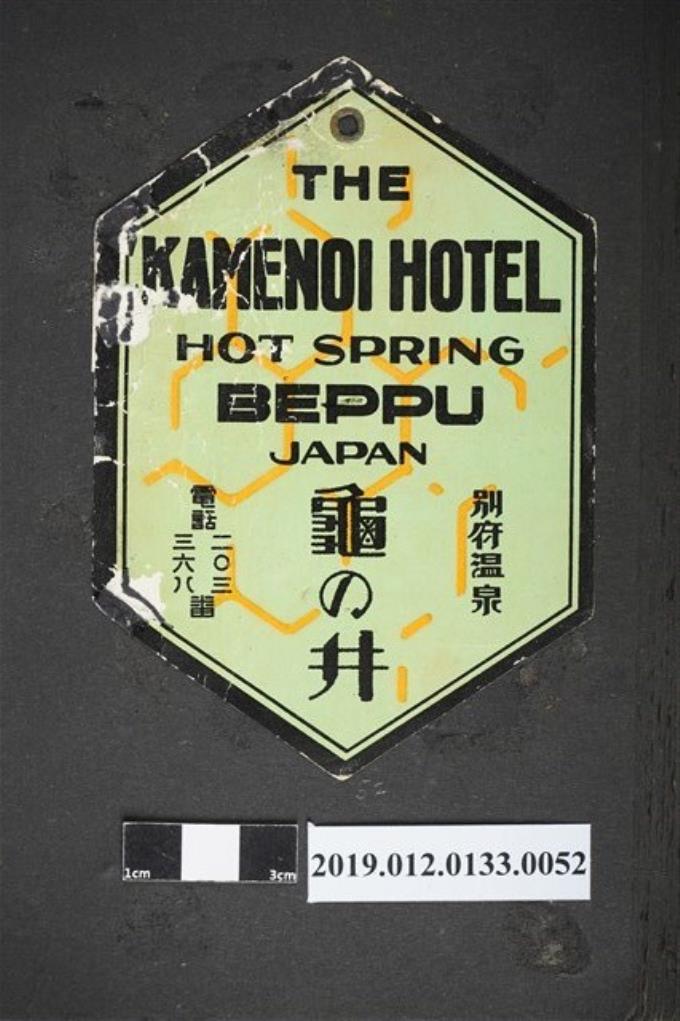 THE
KAMENOI HOTEL
HOT SPRING
BEPPU
JAPAN
別府温泉
龜の井
電話
二〇三
三六八
番
1cm 3cm
2019.012.0133.0052
52